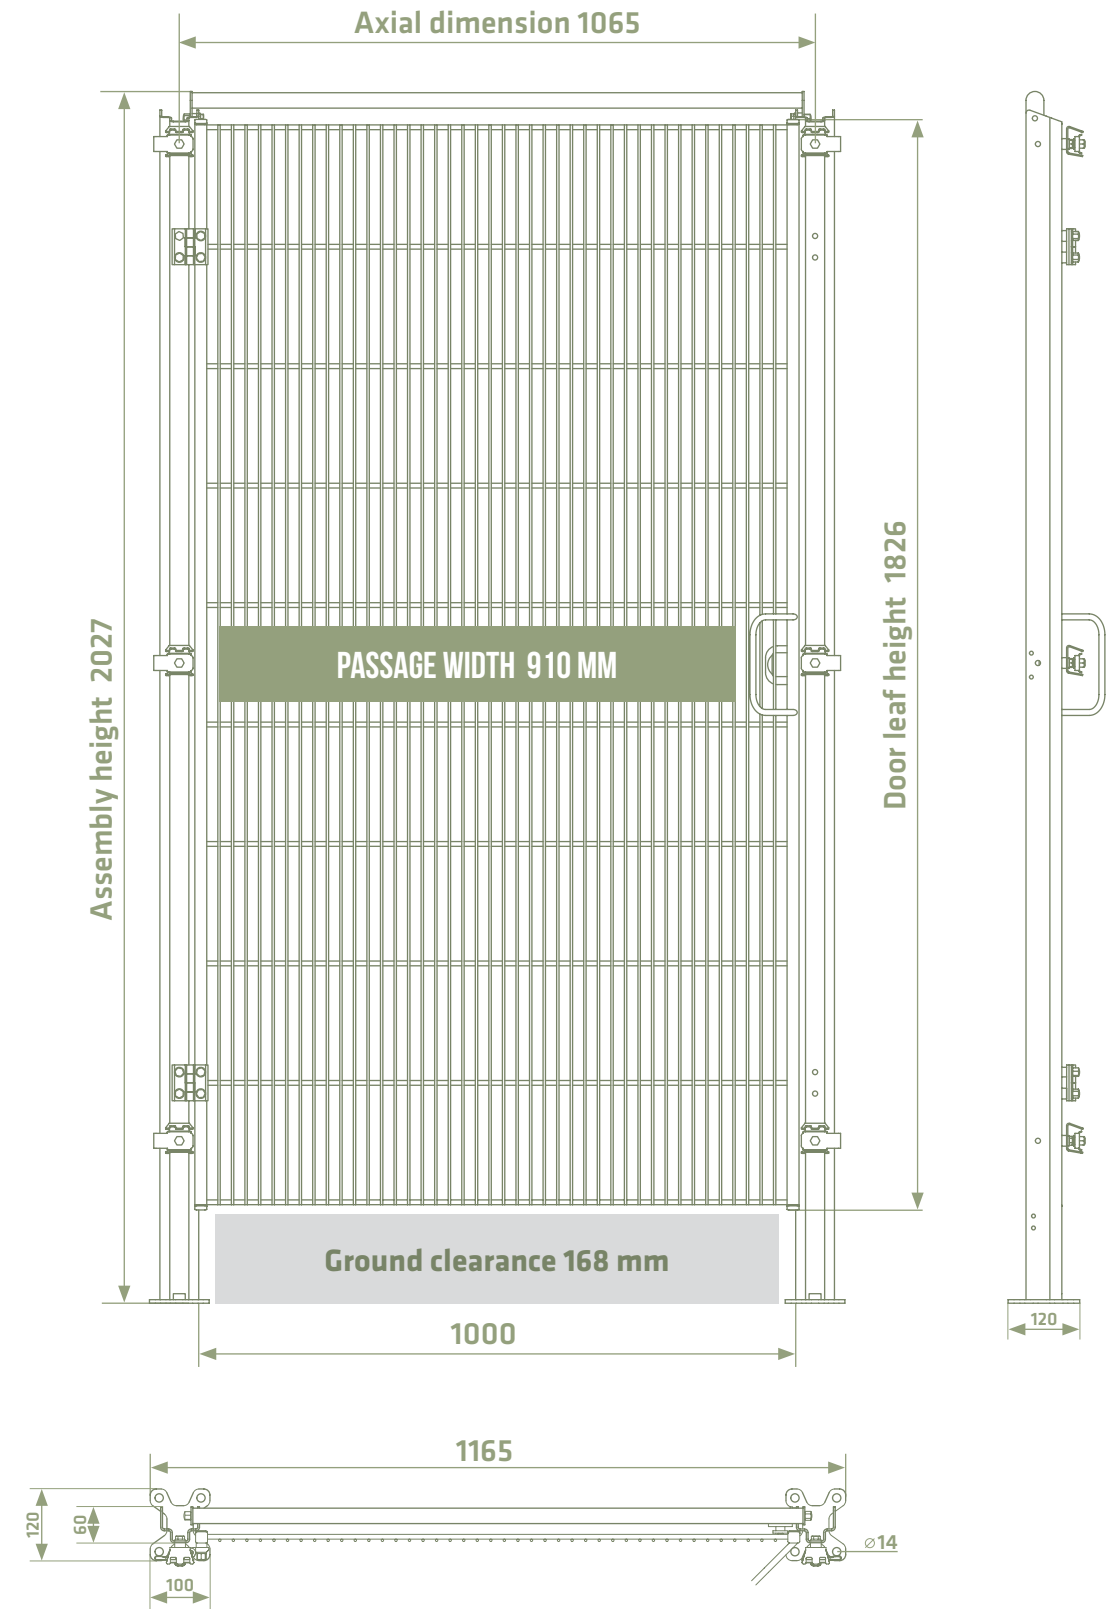 Axial dimension 1065
Assembly height 2027
Door leaf height 1826
PASSAGE WIDTH 910 MM
Ground clearance 168 mm
1000
120
1165
120
60
⌀14
100